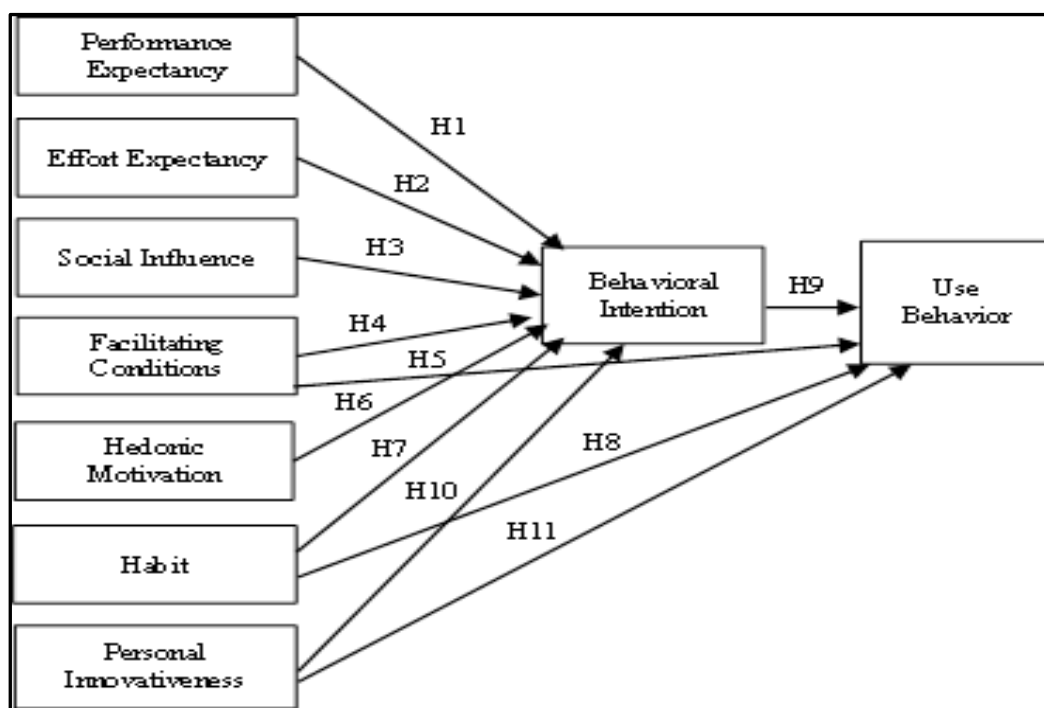 Performance
Expectancy
H1
Effort Expectancy
H2
Social Influence
H3
Behavioral
Intention
H9
Use
Behavior
Facilitating
Conditions
H4
H5
Hedonic
Motivation
H6
H7
H8
H10
H11
Habit
Personal
Innovativeness